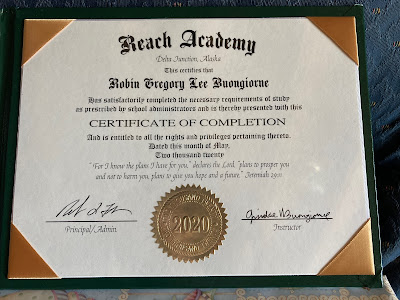 Reach Academy
Delta Junction, Alaska
This certifies that
Robin Gregory Lee Buongiorne
Has satisfactorily completed the necessary requirements of study
as prescribed by school administrators and is hereby presented with this
CERTIFICATE OF COMPLETION
And is entitled to all the rights and privileges pertaining thereto.
Dated this month of May,
Two thousand twenty
"For I know the plans I have for you," declares the Lord, "plans to prosper you
and not to harm you, plans to give you hope and a future." Jeremiah 29:11
2020
Buongiorne
Principal/Admin
Instructor